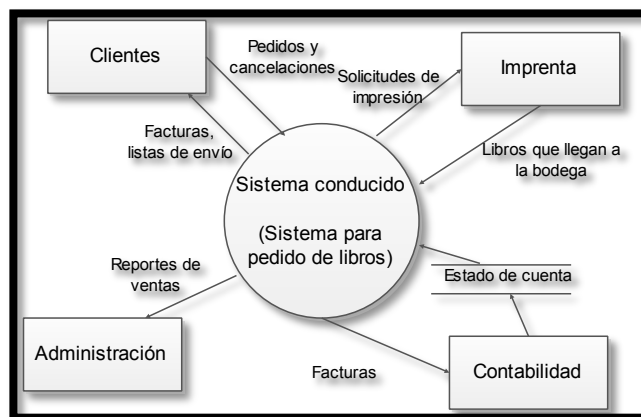 Clientes
Pedidos y
cancelaciones
Solicitudes de
impresión
Imprenta
Facturas,
listas de envío
Libros que llegan a
la bodega
Sistema conducido
(Sistema para
pedido de libros)
Reportes de
ventas
Estado de cuenta
Administración
Facturas
Contabilidad